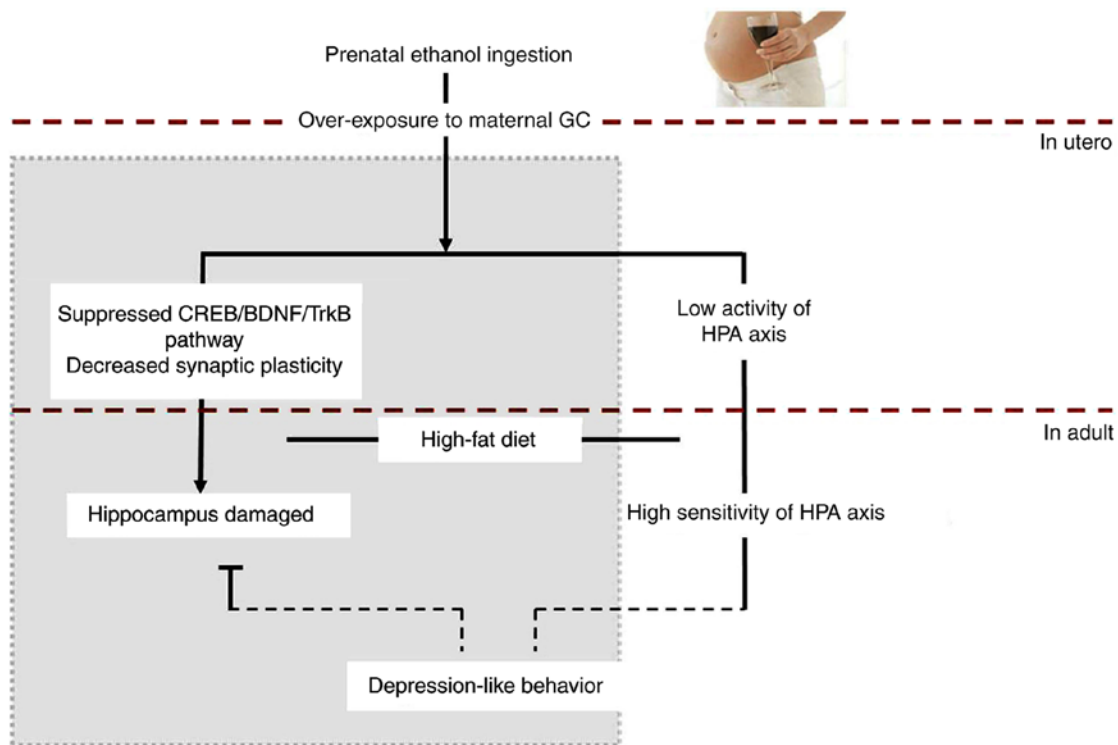 Prenatal ethanol ingestion
Over-exposure to maternal GC
In utero
Suppressed CREB/BDNF/TrkB
pathway
Decreased synaptic plasticity
Low activity of
HPA axis
High-fat diet
In adult
Hippocampus damaged
High sensitivity of HPA axis
Depression-like behavior